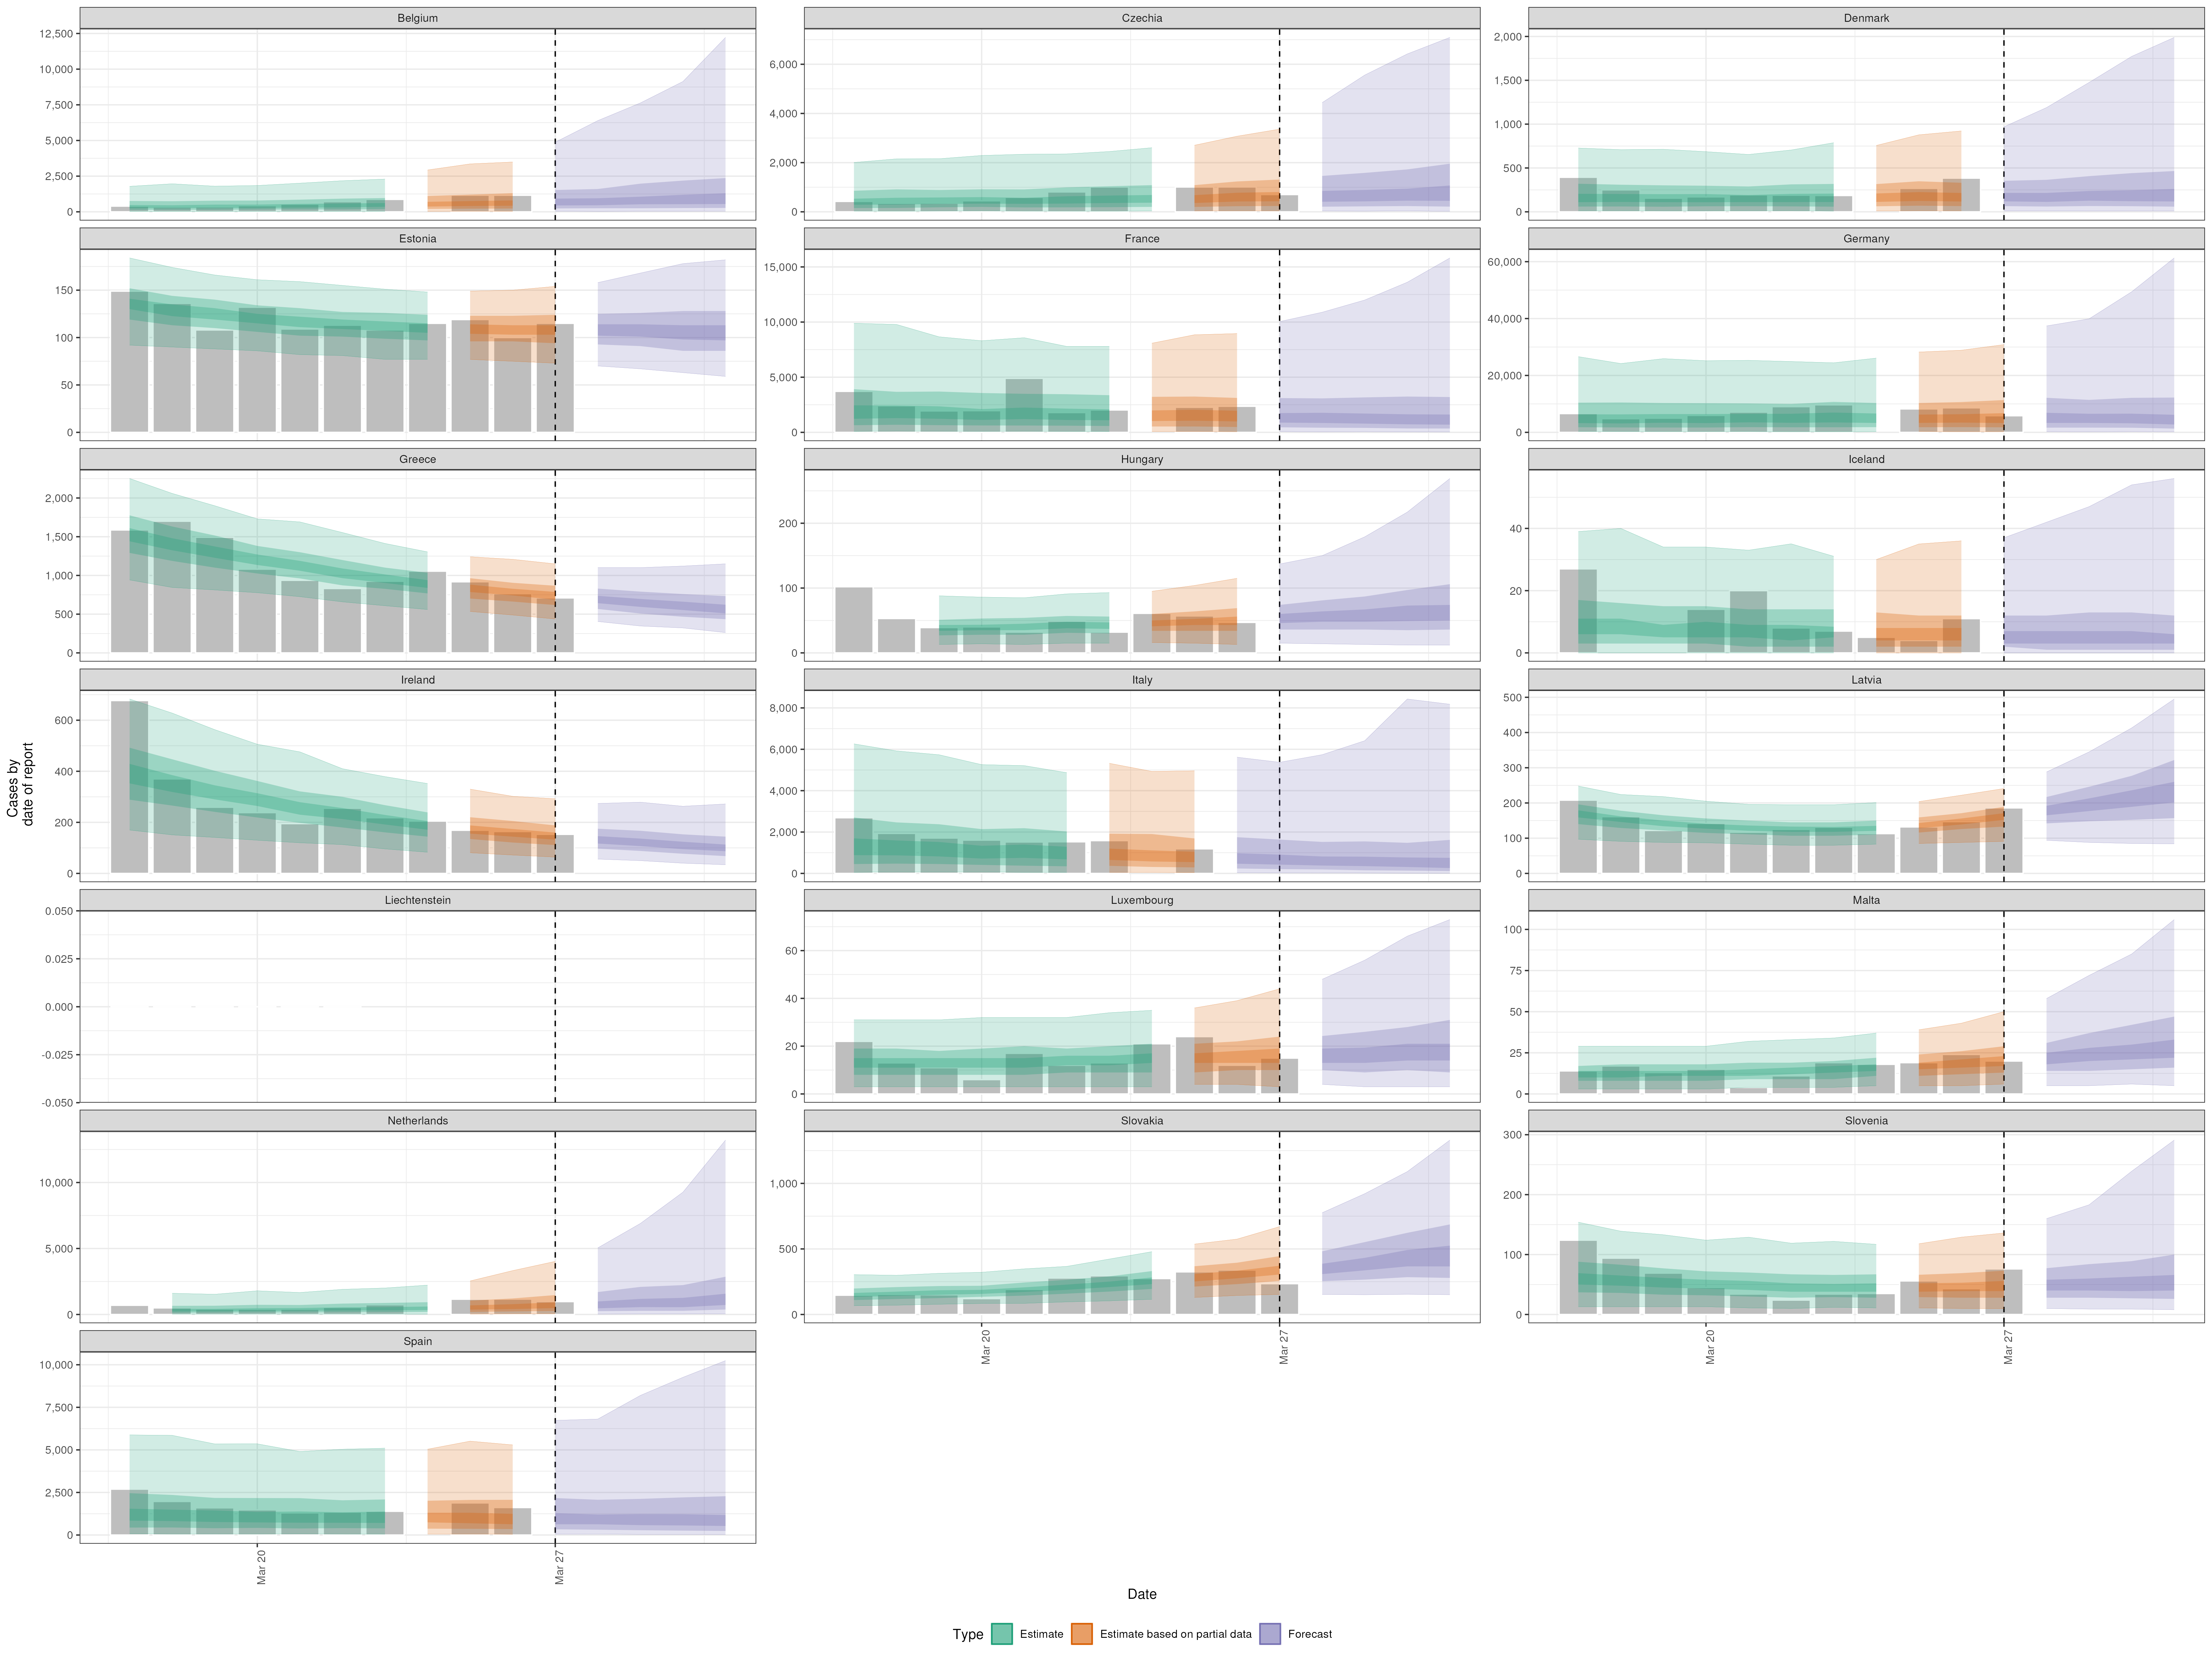 Belgium
Czechia
Denmark
12,500
10,000
7,500
5,000
2,500
0
6,000
4,000
2,000
0
2,000
1,500
1,000
500
0
Estonia
France
Germany
150
100
50
0
15,000
10,000
5,000
0
60,000
40,000
20,000
0
Greece
Hungary
Iceland
2,000
1,500
1,000
500
0
200
100
0
40
20
0
Ireland
Italy
Latvia
600
400
200
0
8,000
6,000
4,000
2,000
0
500
400
300
200
100
0
Cases by
date of report
Liechtenstein
Luxembourg
Malta
0.050
0.025
0.000
-0.025
-0.050
60
40
20
0
100
75
50
25
0
Netherlands
Slovakia
Slovenia
10,000
5,000
0
1,000
500
0
300
200
100
0
Mar 20
Mar 27
Mar 20
Mar 27
Spain
10,000
7,500
5,000
2,500
0
Mar 20
Mar 27
Date
Type
Estimate
Estimate based on partial data
Forecast